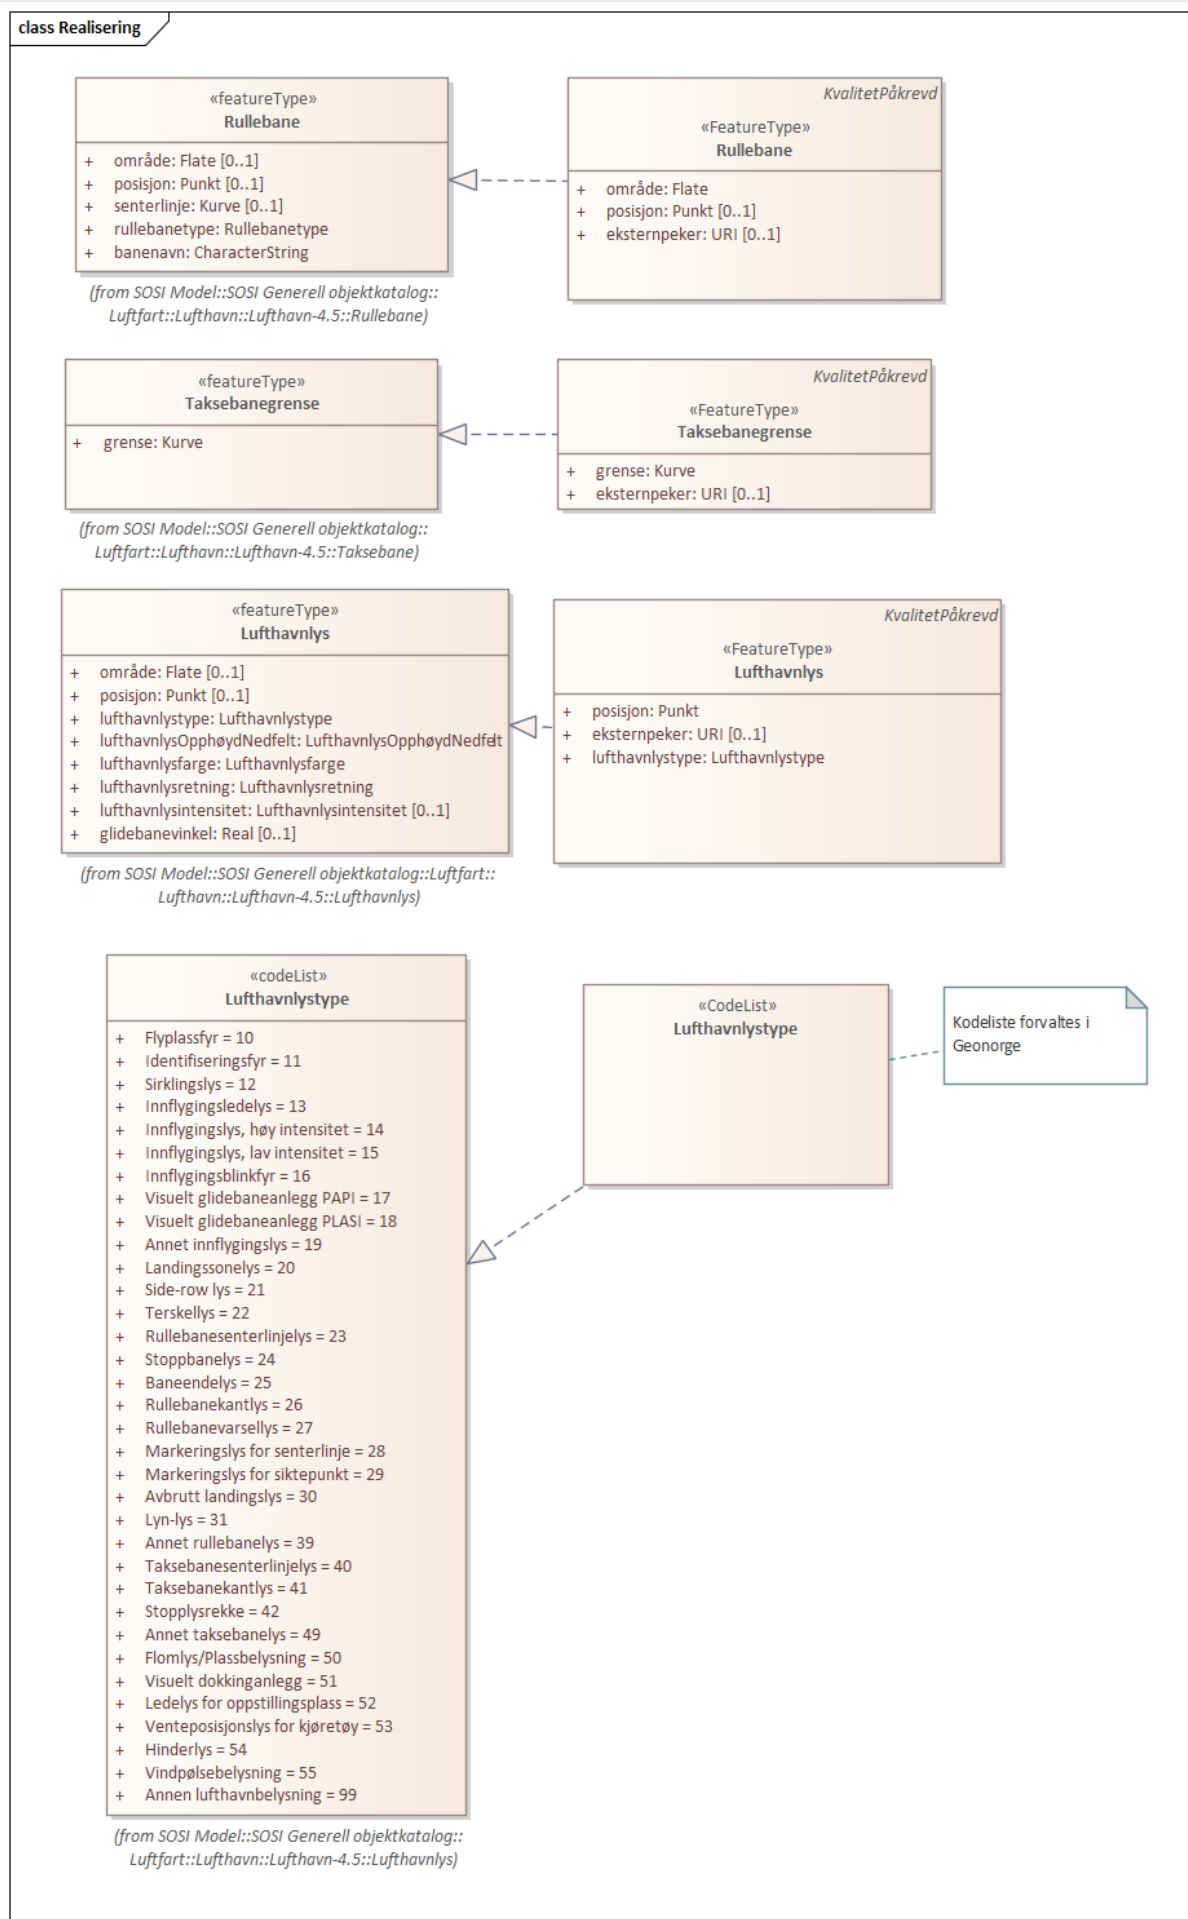 class Realisering
«featureType»
Rullebane
+ område: Flate [0..1]
+ posisjon: Punkt [0..1]
+ senterlinje: Kurve [0..1]
+ rullebanetype: Rullebanetype
+ banenavn: CharacterString
(from SOSI Model::SOSI Generell objektkatalog::
Luftfart::Lufthavn::Lufthavn-4.5::Rullebane)
KvalitetPåkrevd
«FeatureType»
Rullebane
+ område: Flate
+ posisjon: Punkt [0..1]
+ eksternpeker: URI [0..1]
«featureType»
Taksebanegrense
+ grense: Kurve
(from SOSI Model::SOSI Generell objektkatalog::
Luftfart::Lufthavn::Lufthavn-4.5::Taksebane)
KvalitetPåkrevd
«FeatureType»
Taksebanegrense
+ grense: Kurve
+ eksternpeker: URI [0..1]
«featureType»
Lufthavnlys
+ område: Flate [0..1]
+ posisjon: Punkt [0..1]
+ lufthavnlystype: Lufthavnlystype
+ lufthavnlysOpphøydNedfelt: LufthavnlysOpphøydNedfelt
+ lufthavnlysfarge: Lufthavnlysfarge
+ lufthavnlysretning: Lufthavnlysretning
+ lufthavnlysintensitet: Lufthavnlysintensitet [0..1]
+ glidebanevinkel: Real [0..1]
(from SOSI Model::SOSI Generell objektkatalog::Luftfart::
Lufthavn::Lufthavn-4.5::Lufthavnlys)
KvalitetPåkrevd
«FeatureType»
Lufthavnlys
+ posisjon: Punkt
+ eksternpeker: URI [0..1]
+ lufthavnlystype: Lufthavnlystype
«codeList»
Lufthavnlystype
+ Flyplassfyr = 10
+ Identifiseringsfyr = 11
+ Sirklingslys = 12
+ Innflygingsledelys = 13
+ Innflygingslys, høy intensitet = 14
+ Innflygingslys, lav intensitet = 15
+ Innflygingsblinkfyr = 16
+ Visuelt glidebaneanlegg PAPI = 17
+ Visuelt glidebaneanlegg PLASI = 18
+ Annet innflygingslys = 19
+ Landingssonelys = 20
+ Side-row lys = 21
+ Terskellys = 22
+ Rullebanesenterlinjelys = 23
+ Stoppbanelys = 24
+ Baneendelys = 25
+ Rullebanekantlys = 26
+ Rullebanevarsellys = 27
+ Markeringslys for senterlinje = 28
+ Markeringslys for siktepunkt = 29
+ Avbrutt landingslys = 30
+ Lyn-lys = 31
+ Annet rullebanelys = 39
+ Taksebanesenterlinjelys = 40
+ Taksebanekantlys = 41
+ Stopplysrekke = 42
+ Annet taksebanelys = 49
+ Flomlys/Plassbelysning = 50
+ Visuelt dokkinganlegg = 51
+ Ledelys for oppstillingsplass = 52
+ Venteposisjonslys for kjøretøy = 53
+ Hinderlys = 54
+ Vindpølsebelysning = 55
+ Annen lufthavnbelysning = 99
(from SOSI Model::SOSI Generell objektkatalog::
Luftfart::Lufthavn::Lufthavn-4.5::Lufthavnlys)
«CodeList»
Lufthavnlystype
Kodeliste forvaltes i
Geonorge